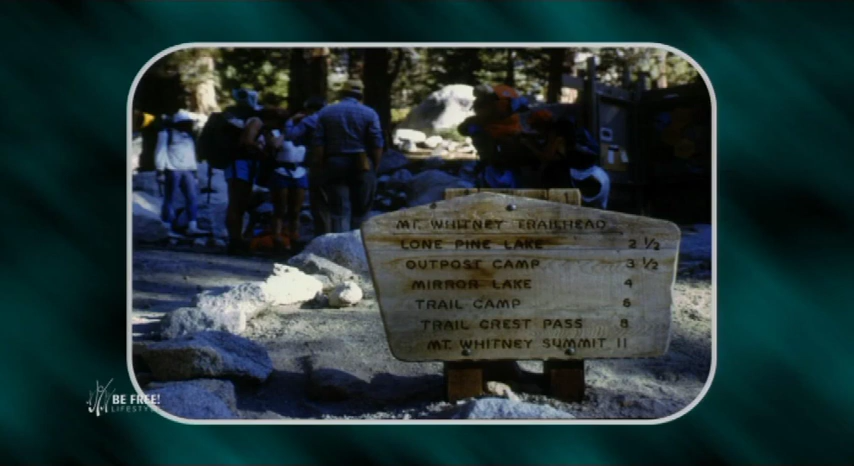 MT. WHITNEY TRAILHEAD
LONE PINE LAKE 2 ½
OUTPOST CAMP 3 ½
MIRROR LAKE 4
TRAIL CAMP 6
TRAIL CREST PASS 8
MT. WHITNEY SUMMIT 11
BE FREE!
LIFESTYLE